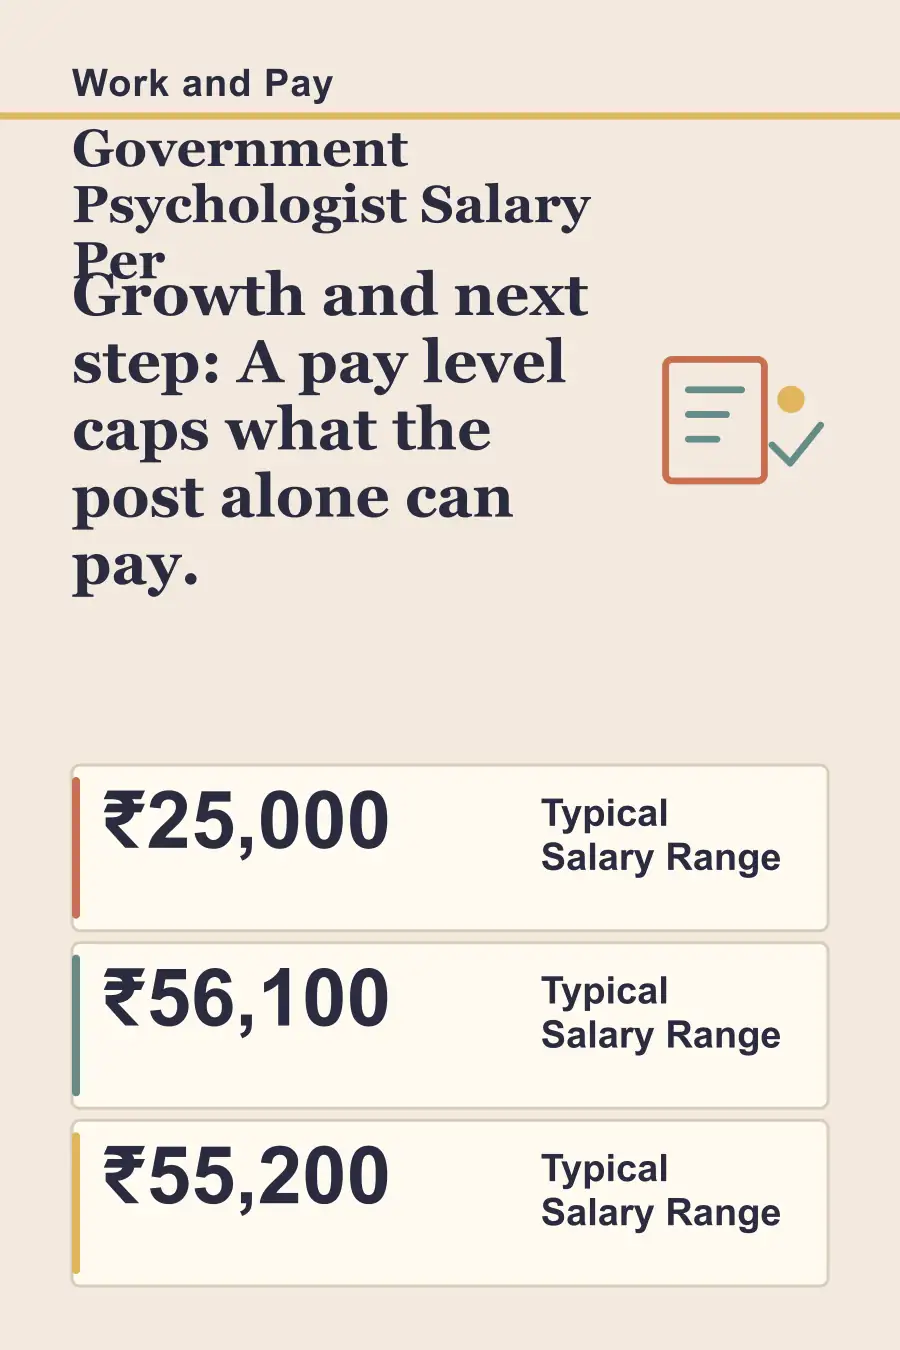 Work and Pay
Government
Psychologist Salary
Per
Growth and next
step: A pay level
caps what the
post alone can
pay.
₹25,000
Typical
Salary Range
₹56,100
Typical
Salary Range
₹55,200
Typical
Salary Range